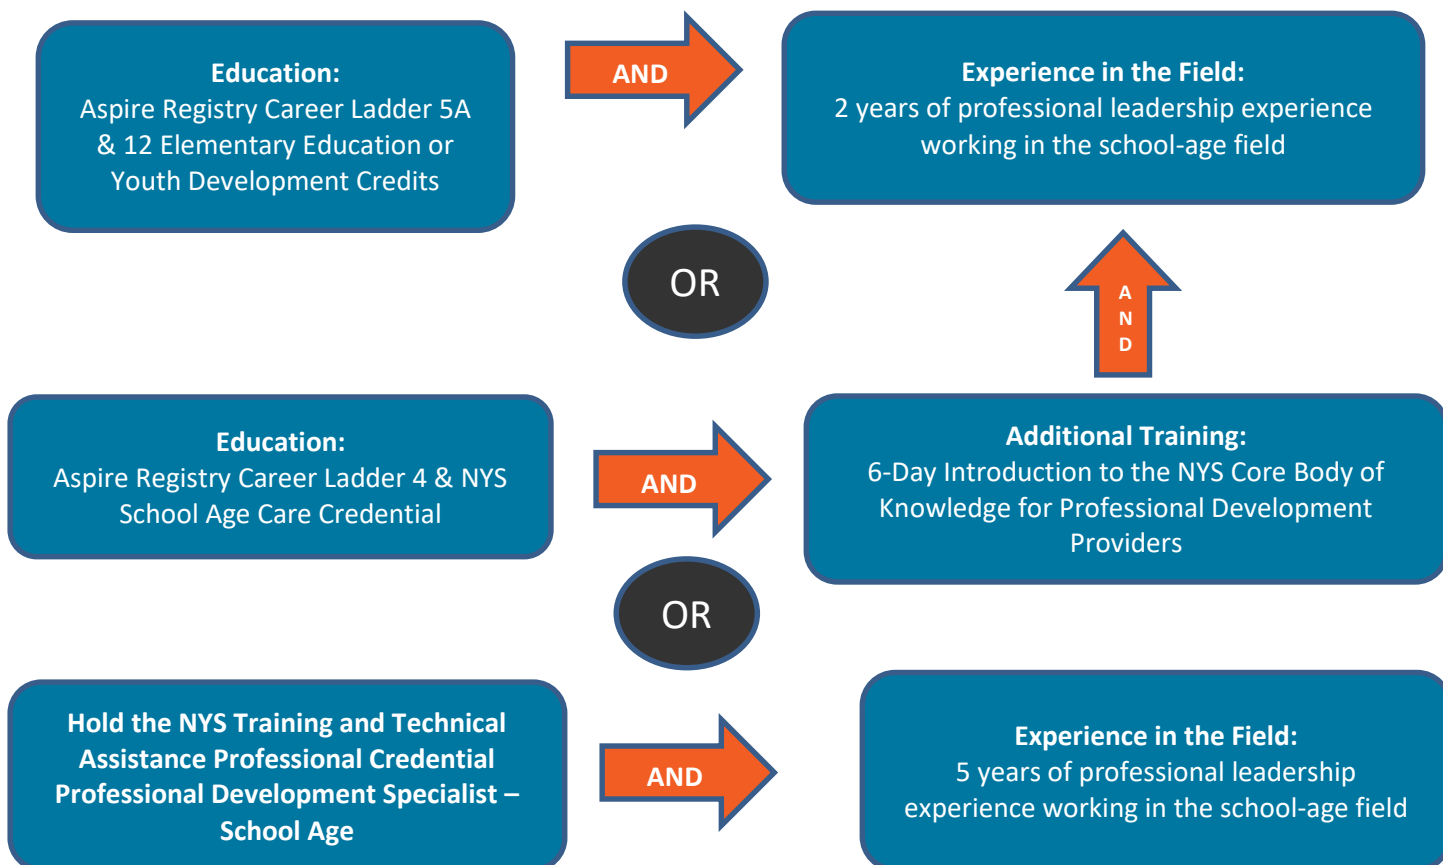 Education:
Aspire Registry Career Ladder 5A
& 12 Elementary Education or
Youth Development Credits
AND
Experience in the Field:
2 years of professional leadership experience
working in the school-age field
OR
A
N
D
Education:
Aspire Registry Career Ladder 4 & NYS
School Age Care Credential
AND
Additional Training:
6-Day Introduction to the NYS Core Body of
Knowledge for Professional Development
Providers
OR
Hold the NYS Training and Technical
Assistance Professional Credential
Professional Development Specialist –
School Age
AND
Experience in the Field:
5 years of professional leadership
experience working in the school-age field